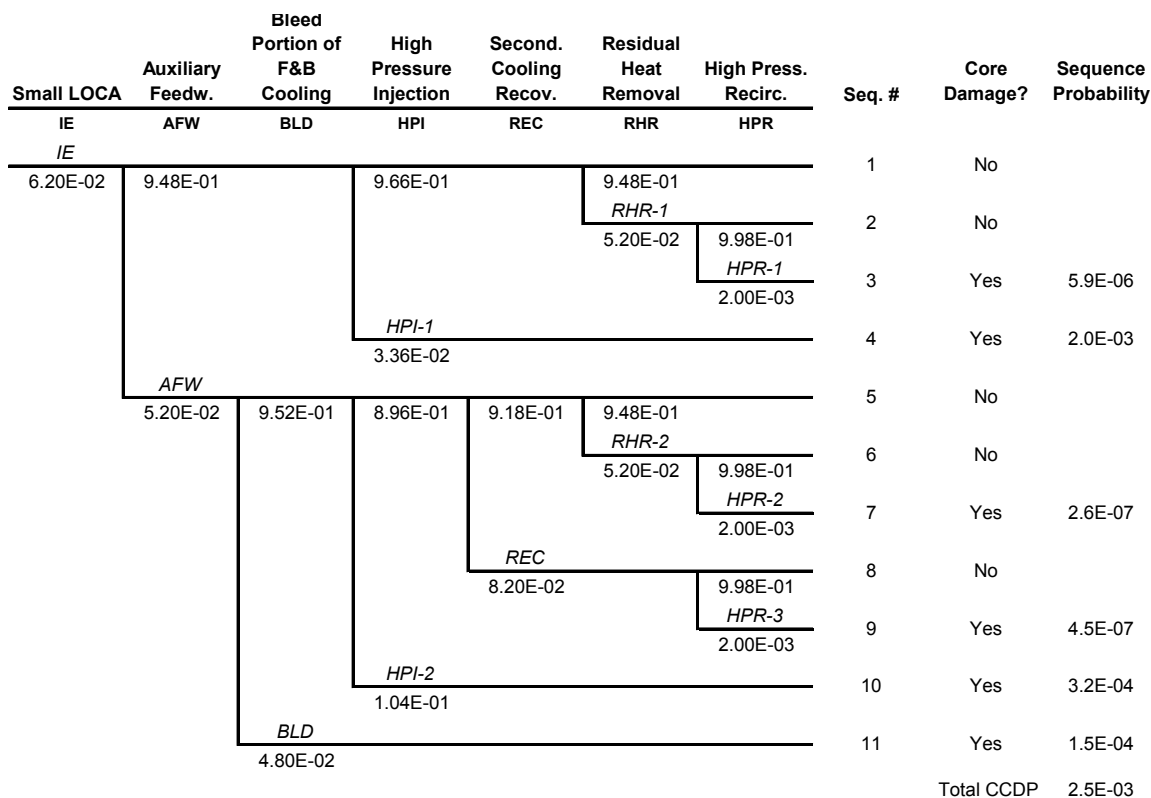 Small LOCA Auxiliary Feedw. Bleed Portion of F&B Cooling High Pressure Injection Second. Cooling Recov. Residual Heat Removal High Press. Recirc. Seq. # Core Damage? Sequence Probability
IE AFW BLD HPI REC RHR HPR
IE
1 No
6.20E-02 9.48E-01 9.66E-01 9.48E-01
RHR-1
2 No
5.20E-02 9.98E-01
HPR-1
3 Yes 5.9E-06
2.00E-03
HPI-1
4 Yes 2.0E-03
3.36E-02
AFW
5 No
5.20E-02 9.52E-01 8.96E-01 9.18E-01 9.48E-01
RHR-2
6 No
5.20E-02 9.98E-01
HPR-2
7 Yes 2.6E-07
2.00E-03
REC
8 No
8.20E-02 9.98E-01
HPR-3
9 Yes 4.5E-07
2.00E-03
HPI-2
10 Yes 3.2E-04
1.04E-01
BLD
11 Yes 1.5E-04
4.80E-02
Total CCDP 2.5E-03